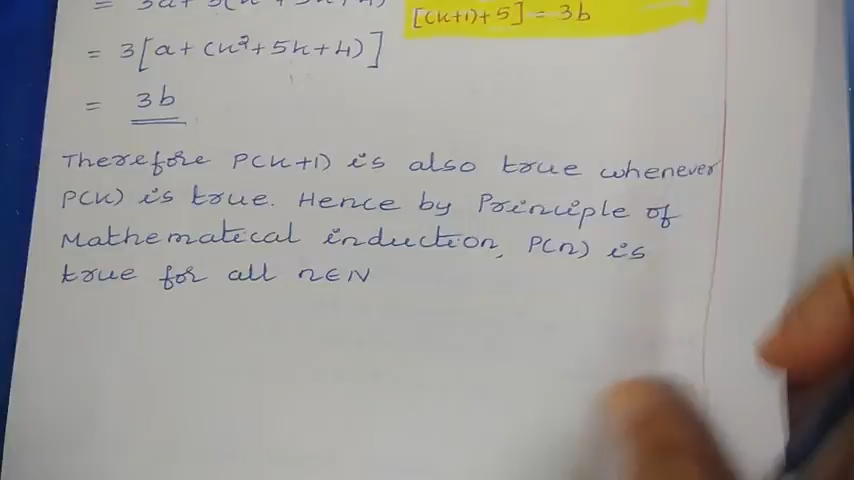 [(k+1)+5] = 3b
= 3[a + (k²+5k+4)]
= 3b
Therefore P(k+1) is also true whenever
P(k) is true. Hence by Principle of
Mathematical induction, P(n) is
true for all n∈N